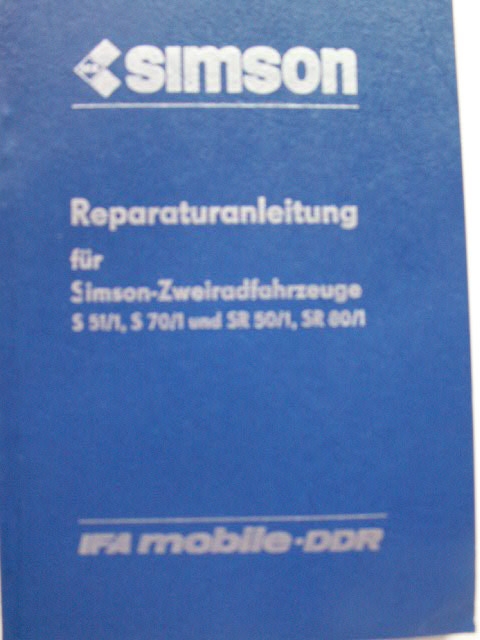 SIMSON
Reparaturanleitung
für
Simson-Zweiradfahrzeuge
S 51/1, S 70/1 und SR 50/1, SR 80/1
IFA mobile-DDR